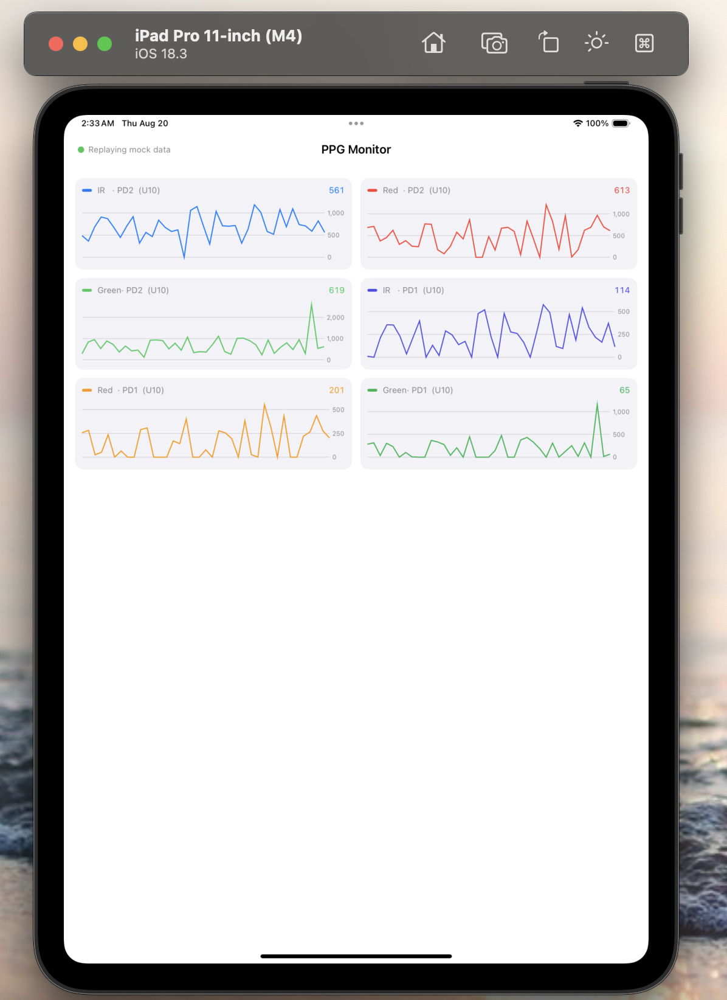 iPad Pro 11-inch (M4)
iOS 18.3
2:33 AM Thu Aug 20
100%
Replaying mock data
PPG Monitor
IR · PD2 (U10) 561
1,000
500
0
Red · PD2 (U10) 613
1,000
500
0
Green· PD2 (U10) 619
2,000
1,000
0
IR · PD1 (U10) 114
500
250
0
Red · PD1 (U10) 201
500
250
0
Green· PD1 (U10) 65
1,000
500
0